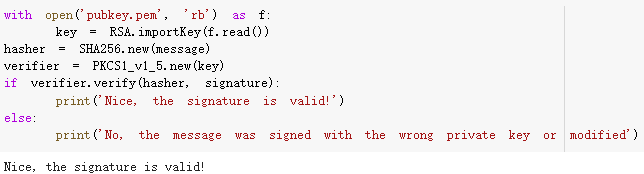 with open('pubkey.pem', 'rb') as f:
key = RSA.importKey(f.read())
hasher = SHA256.new(message)
verifier = PKCS1_v1_5.new(key)
if verifier.verify(hasher, signature):
print('Nice, the signature is valid!')
else:
print('No, the message was signed with the wrong private key or modified')
Nice, the signature is valid!